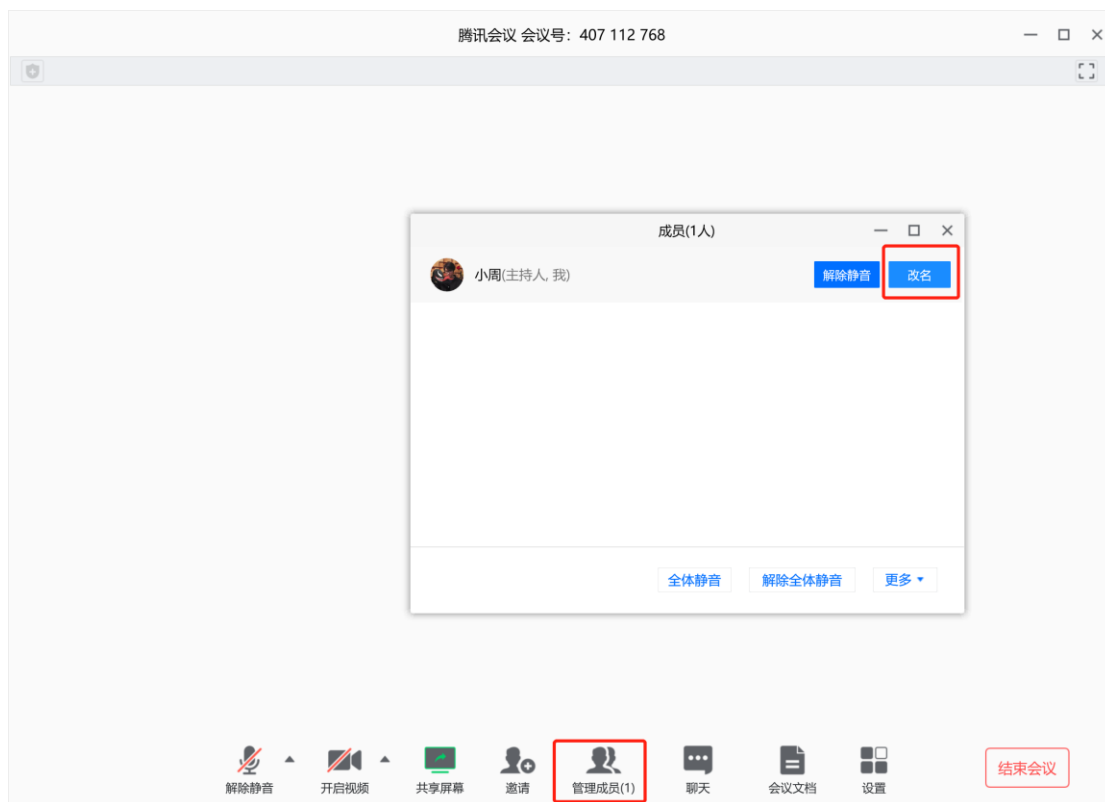 腾讯会议 会议号：407 112 768
成员(1人)
小周(主持人, 我)
解除静音
改名
全体静音
解除全体静音
更多
解除静音
开启视频
共享屏幕
邀请
管理成员(1)
聊天
会议文档
设置
结束会议